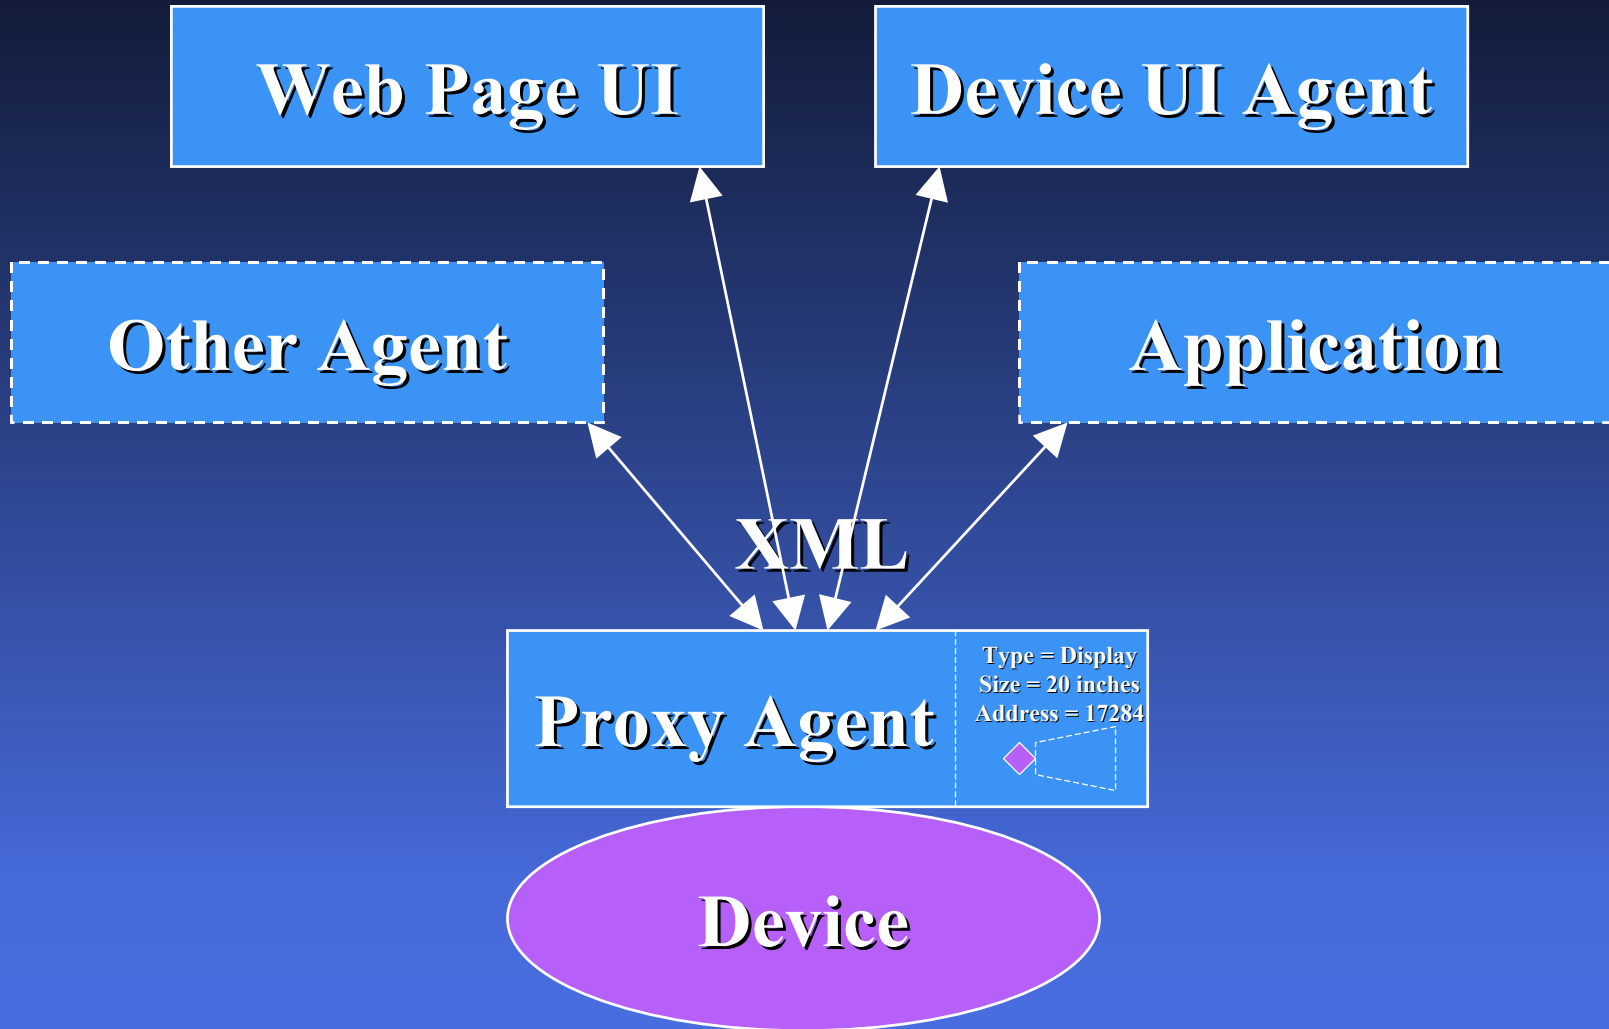 Web Page UI
Device UI Agent
Other Agent
Application
XML
Proxy Agent
Type = Display
Size = 20 inches
Address = 17284
Device